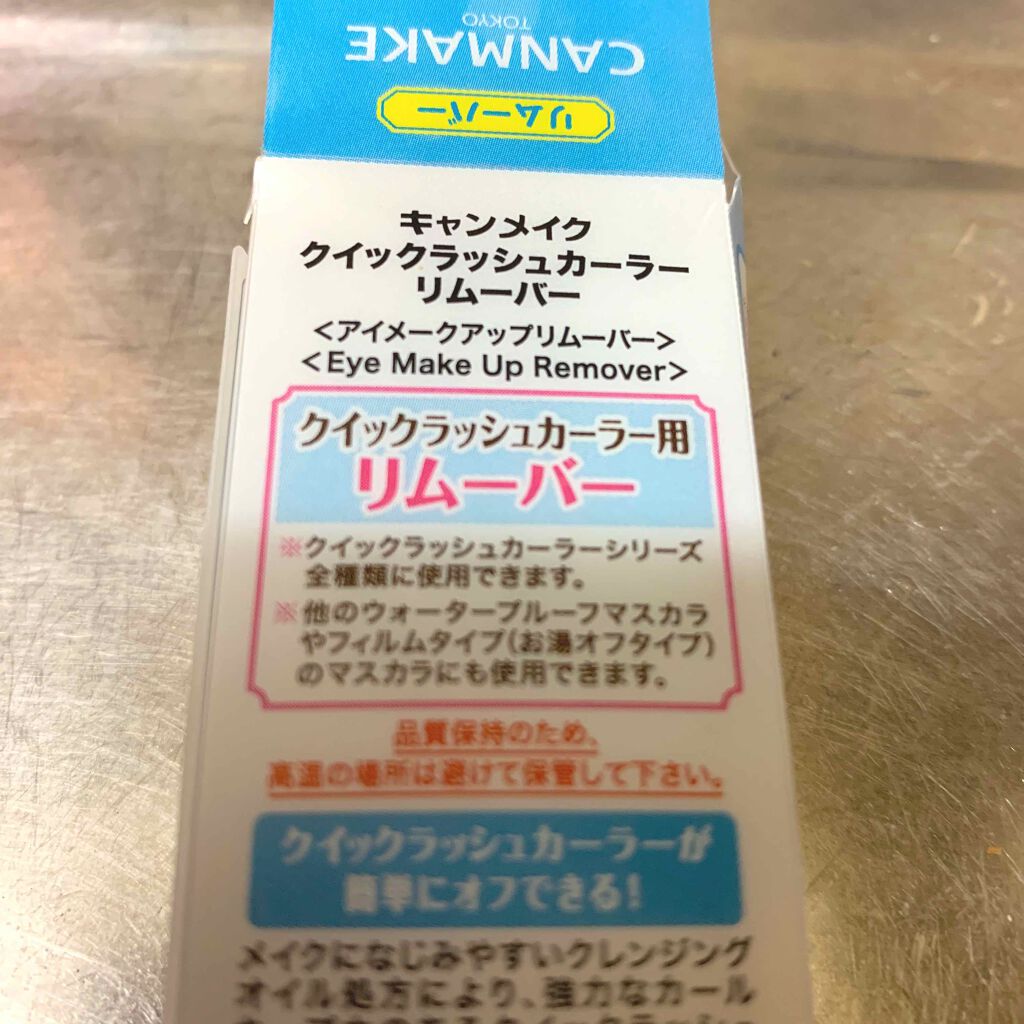 CANMAKE
TOKYO
リムーバー
キャンメイク
クイックラッシュカーラー
リムーバー
<アイメークアップリムーバー>
<Eye Make Up Remover>
クイックラッシュカーラー用
リムーバー
※クイックラッシュカーラーシリーズ
全種類に使用できます。
※他のウォータープルーフマスカラ
やフィルムタイプ(お湯オフタイプ)
のマスカラにも使用できます。
品質保持のため、
高温の場所は避けて保管して下さい。
クイックラッシュカーラーが
簡単にオフできる!
メイクになじみやすいクレンジング
オイル処方により、強力なカール